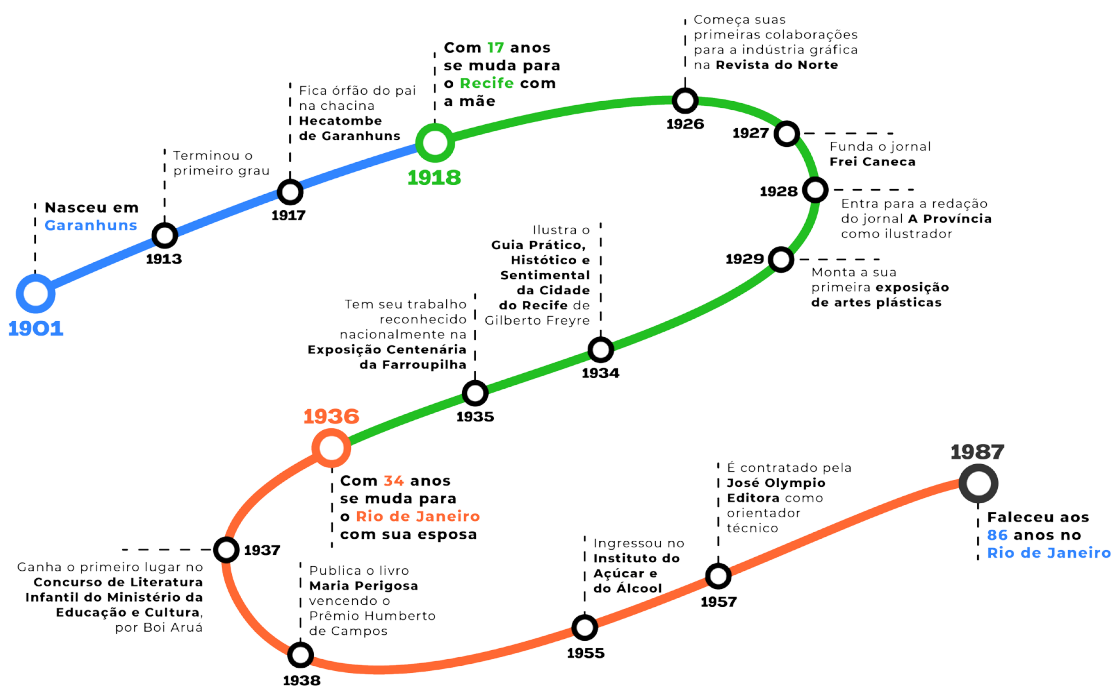 Nasceu em
Garanhuns
1901
Terminou o
primeiro grau
1913
Fica órfão do pai
na chacina
Hecatombe
de Garanhuns
1917
Com 17 anos
se muda para
o Recife com
a mãe
1918
Começa suas
primeiras colaborações
para a indústria gráfica
na Revista do Norte
1926
1927
Funda o jornal
Frei Caneca
1928
Entra para a redação
do jornal A Província
como ilustrador
1929
Monta a sua
primeira exposição
de artes plásticas
Ilustra o
Guia Prático,
Histótico e
Sentimental
da Cidade
do Recife de
Gilberto Freyre
1934
Tem seu trabalho
reconhecido
nacionalmente na
Exposição Centenária
da Farroupilha
1935
1936
Com 34 anos
se muda para
o Rio de Janeiro
com sua esposa
1937
Ganha o primeiro lugar no
Concurso de Literatura
Infantil do Ministério da
Educação e Cultura,
por Boi Aruá
Publica o livro
Maria Perigosa
vencendo o
Prêmio Humberto
de Campos
1938
Ingressou no
Instituto do
Açúcar e
do Álcool
1955
É contratado pela
José Olympio
Editora como
orientador
técnico
1957
1987
Faleceu aos
86 anos no
Rio de Janeiro